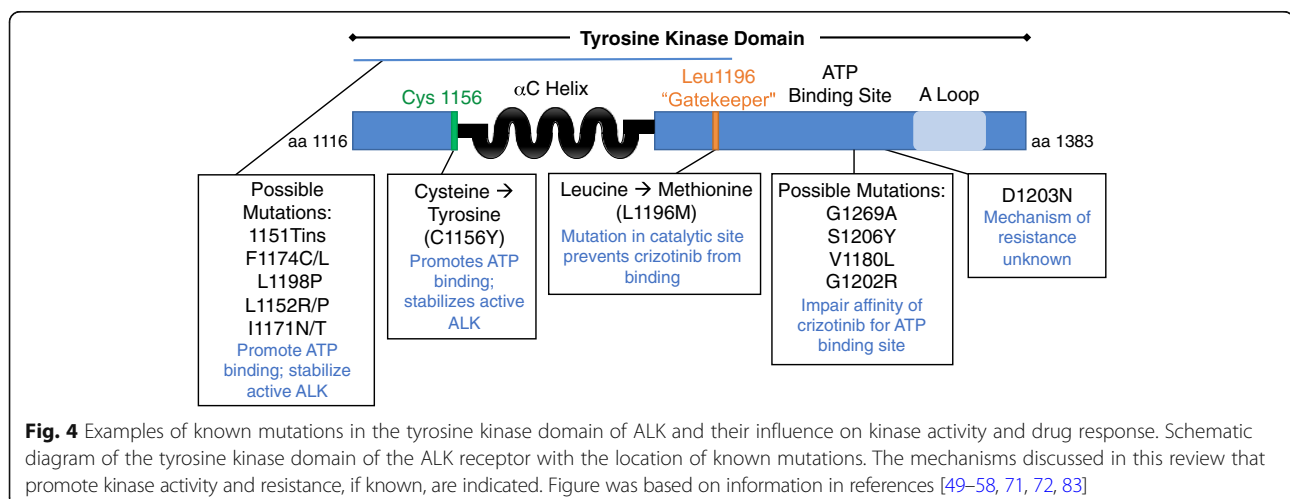 Tyrosine Kinase Domain
Cys 1156
αC Helix
Leu1196
“Gatekeeper"
ATP
Binding Site
A Loop
aa 1116
aa 1383
Possible
Mutations:
1151Tins
F1174C/L
L1198P
L1152R/P
I1171N/T
Promote ATP
binding; stabilize
active ALK
Cysteine →
Tyrosine
(C1156Y)
Promotes ATP
binding;
stabilizes active
ALK
Leucine → Methionine
(L1196M)
Mutation in catalytic site
prevents crizotinib from
binding
Possible Mutations:
G1269A
S1206Y
V1180L
G1202R
Impair affinity of
crizotinib for ATP
binding site
D1203N
Mechanism of
resistance
unknown
Fig. 4 Examples of known mutations in the tyrosine kinase domain of ALK and their influence on kinase activity and drug response. Schematic
diagram of the tyrosine kinase domain of the ALK receptor with the location of known mutations. The mechanisms discussed in this review that
promote kinase activity and resistance, if known, are indicated. Figure was based on information in references [49–58, 71, 72, 83]